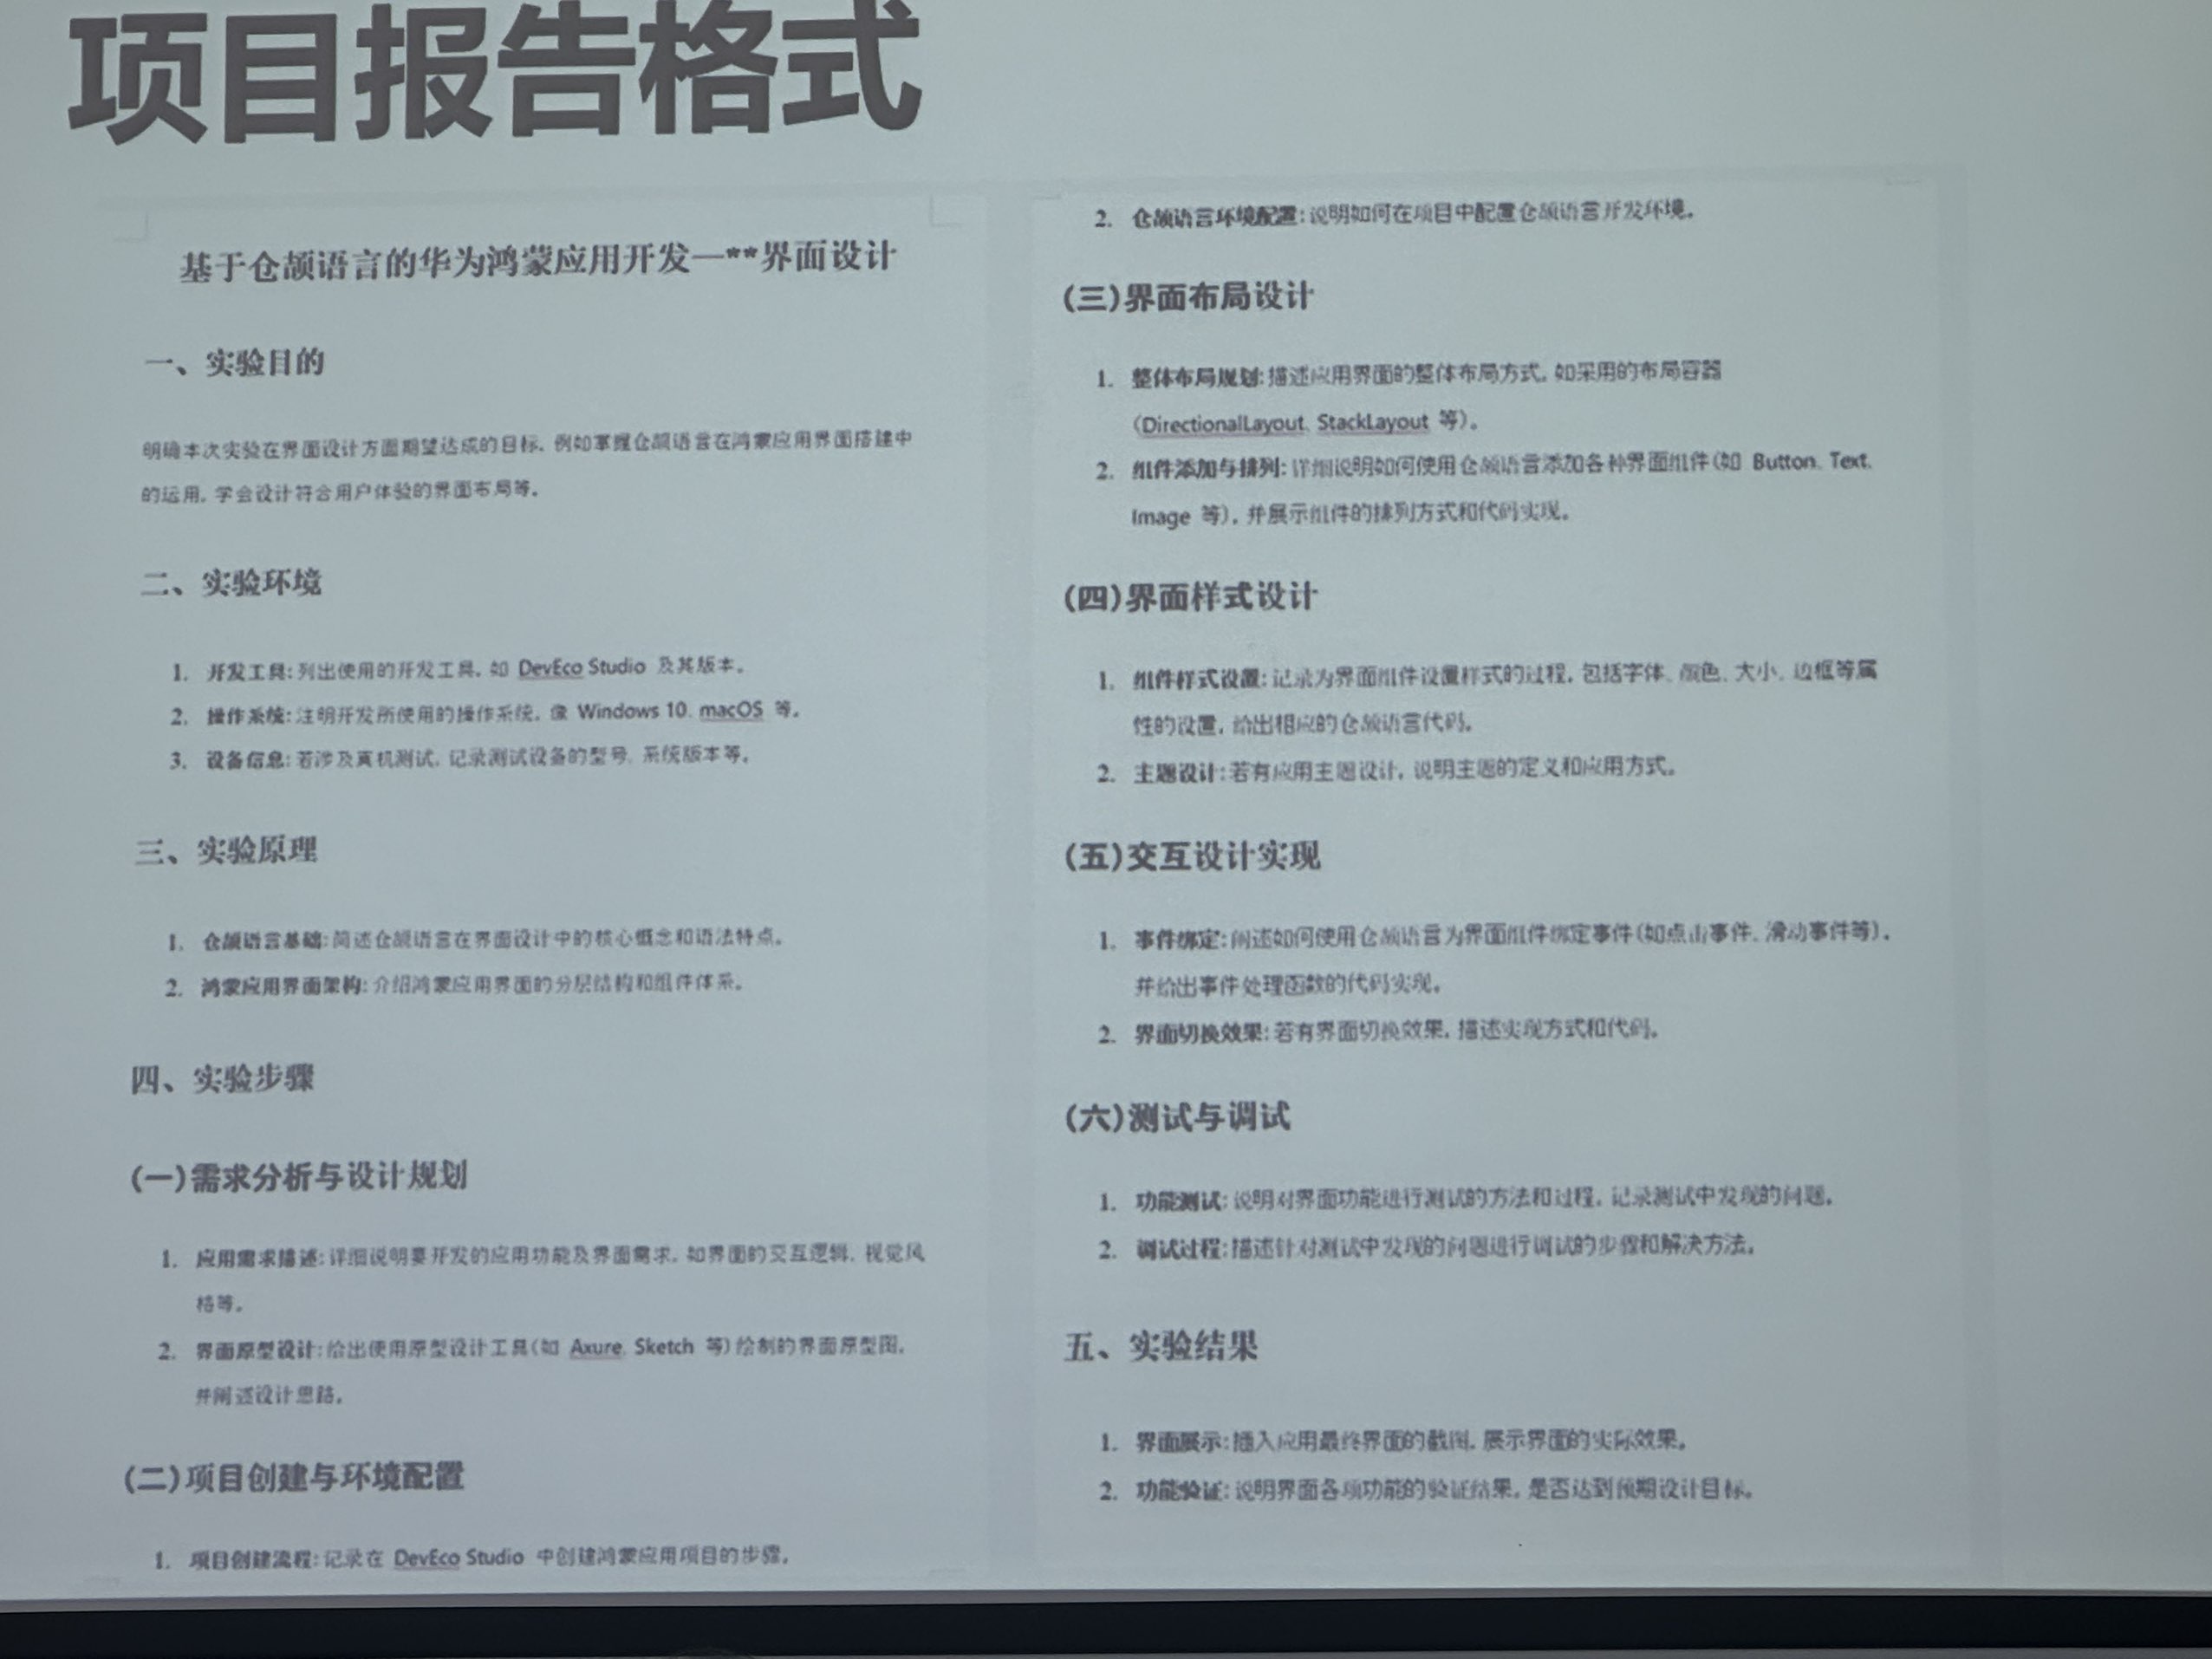 项目报告格式
基于仓颉语言的华为鸿蒙应用开发—**界面设计
一、实验目的
明确本次实验在界面设计方面期望达成的目标，例如掌握仓颉语言在鸿蒙应用界面搭建中
的运用，学会设计符合用户体验的界面布局等。
二、实验环境
1. 开发工具：列出使用的开发工具，如 DevEco Studio 及其版本。
2. 操作系统：注明开发所使用的操作系统，像 Windows 10、macOS 等。
3. 设备信息：若涉及真机测试，记录测试设备的型号、系统版本等。
三、实验原理
1. 仓颉语言基础：简述仓颉语言在界面设计中的核心概念和语法特点。
2. 鸿蒙应用界面架构：介绍鸿蒙应用界面的分层结构和组件体系。
四、实验步骤
(一)需求分析与设计规划
1. 应用需求描述：详细说明要开发的应用功能及界面需求，如界面的交互逻辑、视觉风
格等。
2. 界面原型设计：给出使用原型设计工具（如 Axure、Sketch 等）绘制的界面原型图，
并阐述设计思路。
(二)项目创建与环境配置
1. 项目创建流程：记录在 DevEco Studio 中创建鸿蒙应用项目的步骤。
2. 仓颉语言环境配置：说明如何在项目中配置仓颉语言开发环境。
(三)界面布局设计
1. 整体布局规划：描述应用界面的整体布局方式，如采用的布局容器
（DirectionalLayout、StackLayout 等）。
2. 组件添加与排列：详细说明如何使用仓颉语言添加各种界面组件（如 Button、Text、
Image 等），并展示组件的排列方式和代码实现。
(四)界面样式设计
1. 组件样式设置：记录为界面组件设置样式的过程，包括字体、颜色、大小、边框等属
性的设置，给出相应的仓颉语言代码。
2. 主题设计：若有应用主题设计，说明主题的定义和应用方式。
(五)交互设计实现
1. 事件绑定：阐述如何使用仓颉语言为界面组件绑定事件（如点击事件、滑动事件等），
并给出事件处理函数的代码实现。
2. 界面切换效果：若有界面切换效果，描述实现方式和代码。
(六)测试与调试
1. 功能测试：说明对界面功能进行测试的方法和过程，记录测试中发现的问题。
2. 调试过程：描述针对测试中发现的问题进行调试的步骤和解决方法。
五、实验结果
1. 界面展示：插入应用最终界面的截图，展示界面的实际效果。
2. 功能验证：说明界面各项功能的验证结果，是否达到预期设计目标。